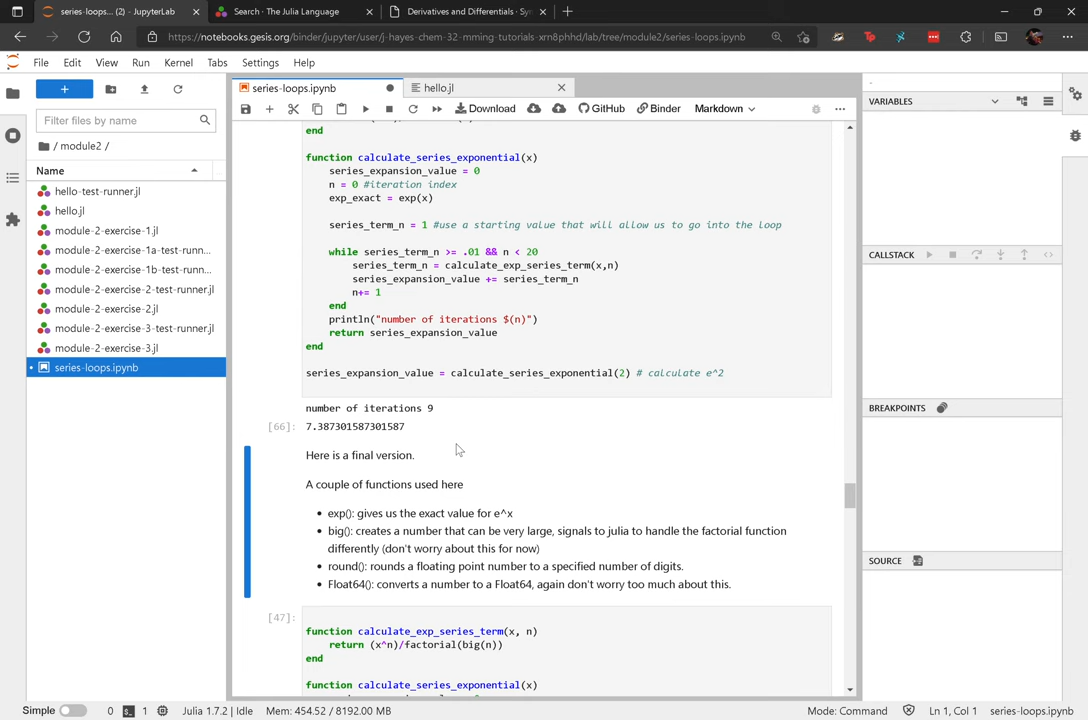 series-loops... (2) - JupyterLab
Search · The Julia Language
Derivatives and Differentials · Sy
https://notebooks.gesis.org/binder/jupyter/user/j-hayes-chem-32-mming-tutorials-xrn8phhd/lab/tree/module2/series-loops.ipynb
File Edit View Run Kernel Tabs Settings Help
series-loops.ipynb
hello.jl
Download
GitHub
Binder
Markdown
Filter files by name
/ module2 /
Name
hello-test-runner.jl
hello.jl
module-2-exercise-1.jl
module-2-exercise-1a-test-runn...
module-2-exercise-1b-test-runn...
module-2-exercise-2-test-runner.jl
module-2-exercise-2.jl
module-2-exercise-3-test-runner.jl
module-2-exercise-3.jl
series-loops.ipynb
end
function calculate_series_exponential(x)
series_expansion_value = 0
n = 0 #iteration index
exp_exact = exp(x)
series_term_n = 1 #use a starting value that will allow us to go into the loop
while series_term_n >= .01 && n < 20
series_term_n = calculate_exp_series_term(x,n)
series_expansion_value += series_term_n
n+= 1
end
println("number of iterations $(n)")
return series_expansion_value
end
series_expansion_value = calculate_series_exponential(2) # calculate e^2
number of iterations 9
[66]: 7.387301587301587
Here is a final version.
A couple of functions used here
• exp(): gives us the exact value for e^x
• big(): creates a number that can be very large, signals to julia to handle the factorial function
differently (don't worry about this for now)
• round(): rounds a floating point number to a specified number of digits.
• Float64(): converts a number to a Float64, again don't worry too much about this.
[47]:
function calculate_exp_series_term(x, n)
return (x^n)/factorial(big(n))
end
function calculate_series_exponential(x)
VARIABLES
CALLSTACK
BREAKPOINTS
SOURCE
Simple
0
1
Julia 1.7.2 | Idle
Mem: 454.52 / 8192.00 MB
Mode: Command
Ln 1, Col 1
series-loops.ipynb